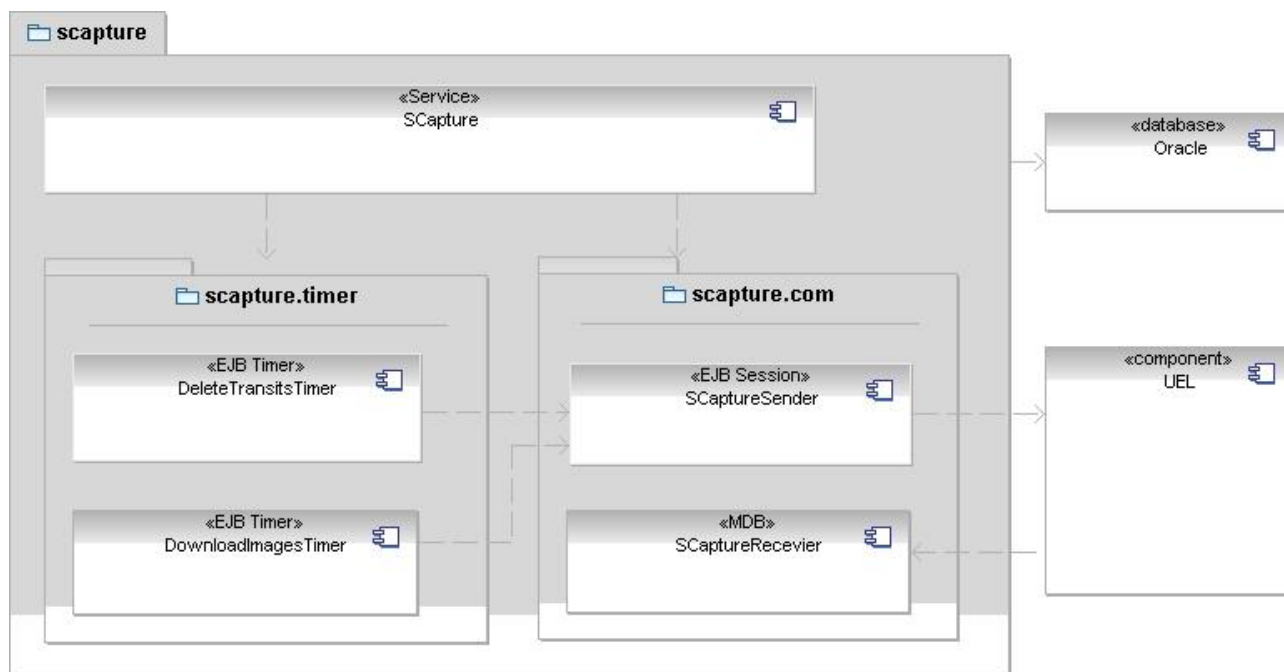 scapture
«Service»
SCapture
«database»
Oracle
scapture.timer
scapture.com
«EJB Timer»
DeleteTransitsTimer
«EJB Session»
SCaptureSender
«component»
UEL
«EJB Timer»
DownloadImagesTimer
«MDB»
SCaptureRecevier